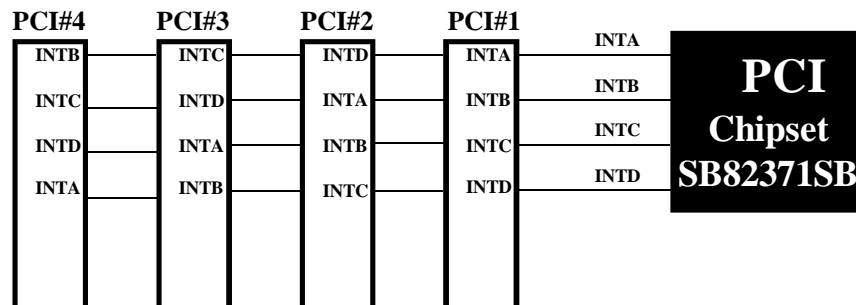 PCI#4 PCI#3 PCI#2 PCI#1
INTB INTC INTD INTA INTA
INTC INTD INTA INTB INTB
INTD INTA INTB INTC INTC
INTA INTB INTC INTD INTD
PCI
Chipset
SB82371SB